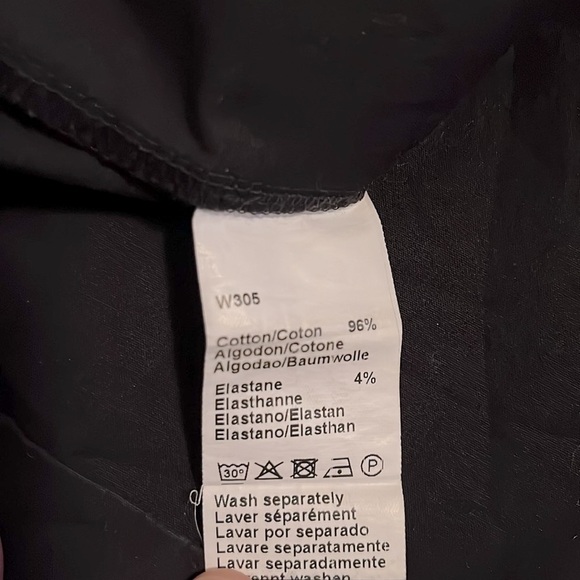 W305
Cotton/Coton 96%
Algodon/Cotone
Algodao/Baumwolle
Elastane 4%
Elasthanne
Elastano/Elastan
Elastano/Elasthan
30° P
Wash separately
Laver séparément
Lavar por separado
Lavare separatamente
Lavar separadamente
washen